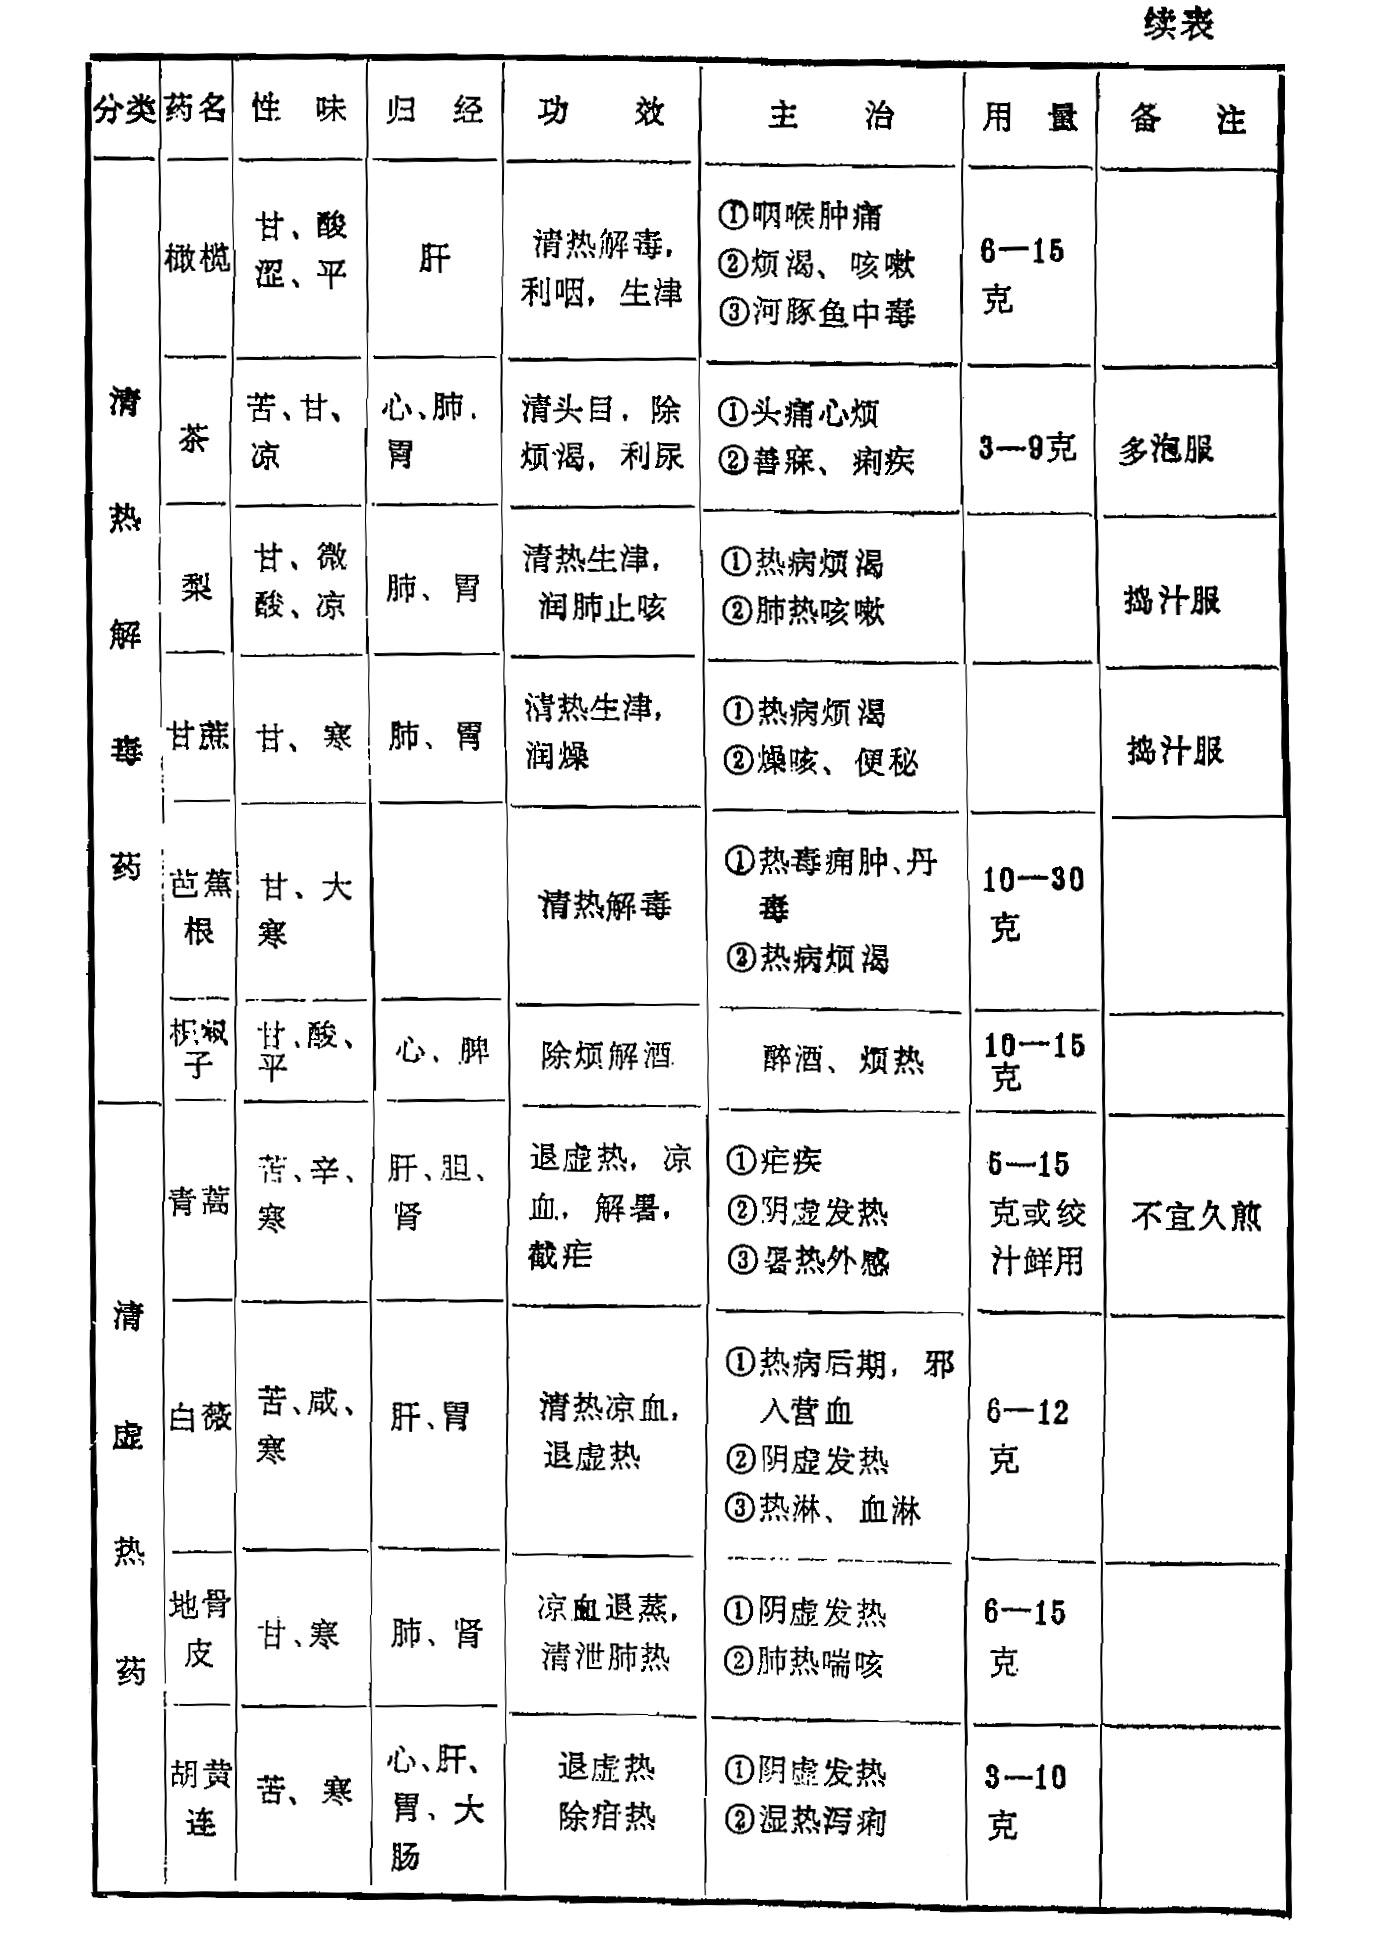 续表
分类 药名 性味 归经 功效 主治 用量 备注
清热解毒药
橄榄
甘、酸
涩、平
肝
清热解毒,
利咽，生津
①咽喉肿痛
②烦渴、咳嗽
③河豚鱼中毒
6—15
克
茶
苦、甘、
凉
心、肺、
胃
清头目，除
烦渴，利尿
①头痛心烦
②善寐、痢疾
3—9克
多泡服
梨
甘、微
酸、凉
肺、胃
清热生津,
润肺止咳
①热病烦渴
②肺热咳嗽
捣汁服
甘蔗
甘、寒
肺、胃
清热生津,
润燥
①热病烦渴
②燥咳、便秘
捣汁服
芭蕉
根
甘、大
寒
清热解毒
①热毒痈肿、丹
毒
②热病烦渴
10—30
克
枳椇
子
甘、酸、
平
心、脾
除烦解酒
醉酒、烦热
10—15
克
清虚热药
青蒿
苦、辛、
寒
肝、胆、
肾
退虚热，凉
血，解暑,
截疟
①疟疾
②阴虚发热
③暑热外感
5—15
克或绞
汁鲜用
不宜久煎
白薇
苦、咸、
寒
肝、胃
清热凉血,
退虚热
①热病后期，邪
入营血
②阴虚发热
③热淋、血淋
6—12
克
地骨
皮
甘、寒
肺、肾
凉血退蒸,
清泄肺热
①阴虚发热
②肺热喘咳
6—15
克
胡黄
连
苦、寒
心、肝、
胃、大
肠
退虚热
除疳热
①阴虚发热
②湿热泻痢
3—10
克